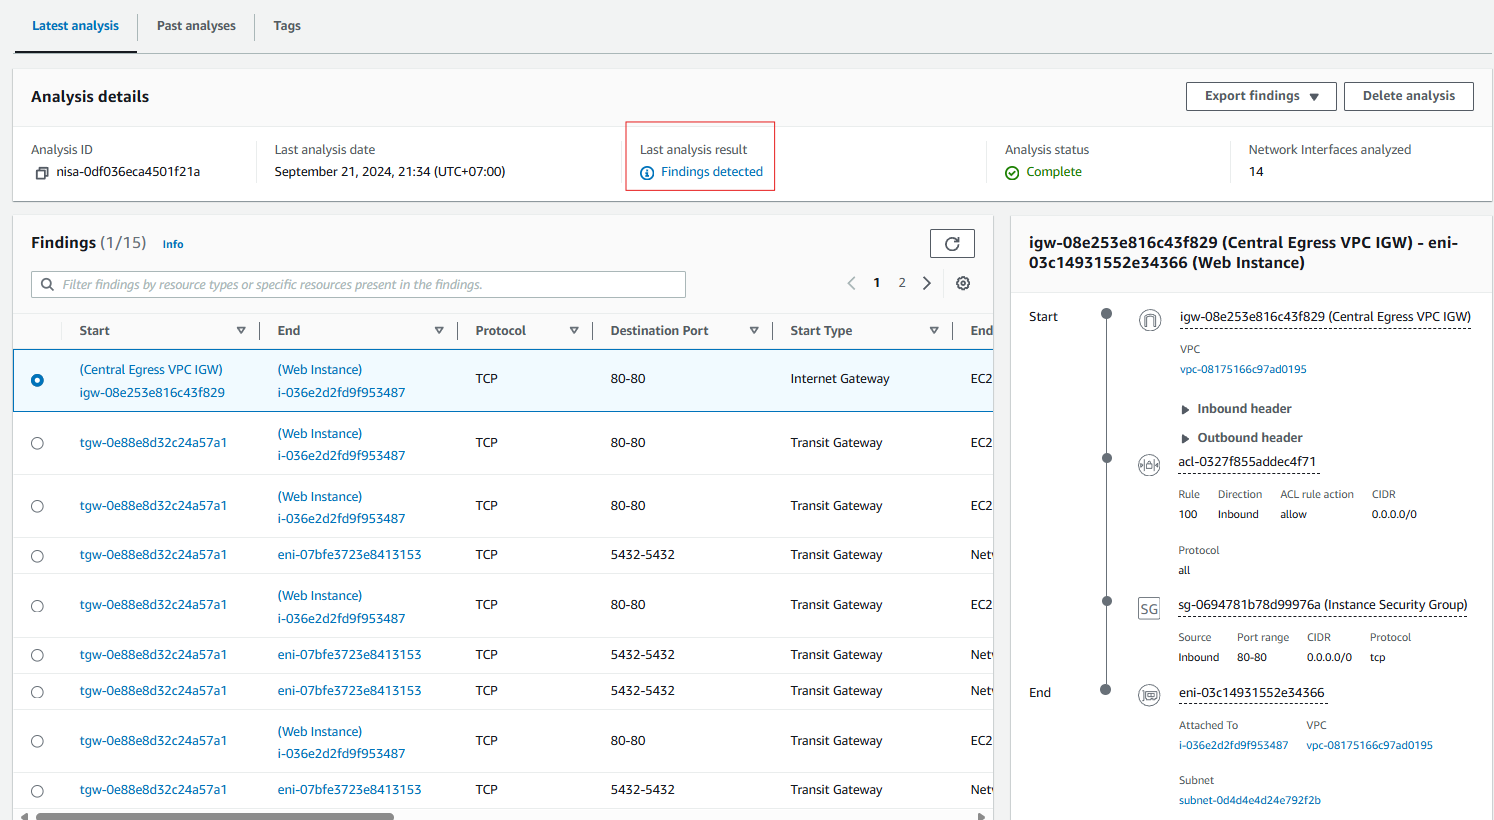 Latest analysis
Past analyses
Tags
Analysis details
Export findings
Delete analysis
Analysis ID
nisa-0df036eca4501f21a
Last analysis date
September 21, 2024, 21:34 (UTC+07:00)
Last analysis result
Findings detected
Analysis status
Complete
Network Interfaces analyzed
14
Findings (1/15) Info
Filter findings by resource types or specific resources present in the findings.
1 2
Start End Protocol Destination Port Start Type End
(Central Egress VPC IGW) (Web Instance)
igw-08e253e816c43f829 i-036e2d2fd9f953487 TCP 80-80 Internet Gateway EC2
(Web Instance)
tgw-0e88e8d32c24a57a1 i-036e2d2fd9f953487 TCP 80-80 Transit Gateway EC2
(Web Instance)
tgw-0e88e8d32c24a57a1 i-036e2d2fd9f953487 TCP 80-80 Transit Gateway EC2
tgw-0e88e8d32c24a57a1 eni-07bfe3723e8413153 TCP 5432-5432 Transit Gateway Net
(Web Instance)
tgw-0e88e8d32c24a57a1 i-036e2d2fd9f953487 TCP 80-80 Transit Gateway EC2
tgw-0e88e8d32c24a57a1 eni-07bfe3723e8413153 TCP 5432-5432 Transit Gateway Net
tgw-0e88e8d32c24a57a1 eni-07bfe3723e8413153 TCP 5432-5432 Transit Gateway Net
(Web Instance)
tgw-0e88e8d32c24a57a1 i-036e2d2fd9f953487 TCP 80-80 Transit Gateway EC2
tgw-0e88e8d32c24a57a1 eni-07bfe3723e8413153 TCP 5432-5432 Transit Gateway Net
igw-08e253e816c43f829 (Central Egress VPC IGW) - eni-
03c14931552e34366 (Web Instance)
Start
igw-08e253e816c43f829 (Central Egress VPC IGW)
VPC
vpc-08175166c97ad0195
Inbound header
Outbound header
acl-0327f855addec4f71
Rule Direction ACL rule action CIDR
100 Inbound allow 0.0.0.0/0
Protocol
all
SG
sg-0694781b78d99976a (Instance Security Group)
Source Port range CIDR Protocol
Inbound 80-80 0.0.0.0/0 tcp
End
eni-03c14931552e34366
Attached To VPC
i-036e2d2fd9f953487 vpc-08175166c97ad0195
Subnet
subnet-0d4d4e4d24e792f2b